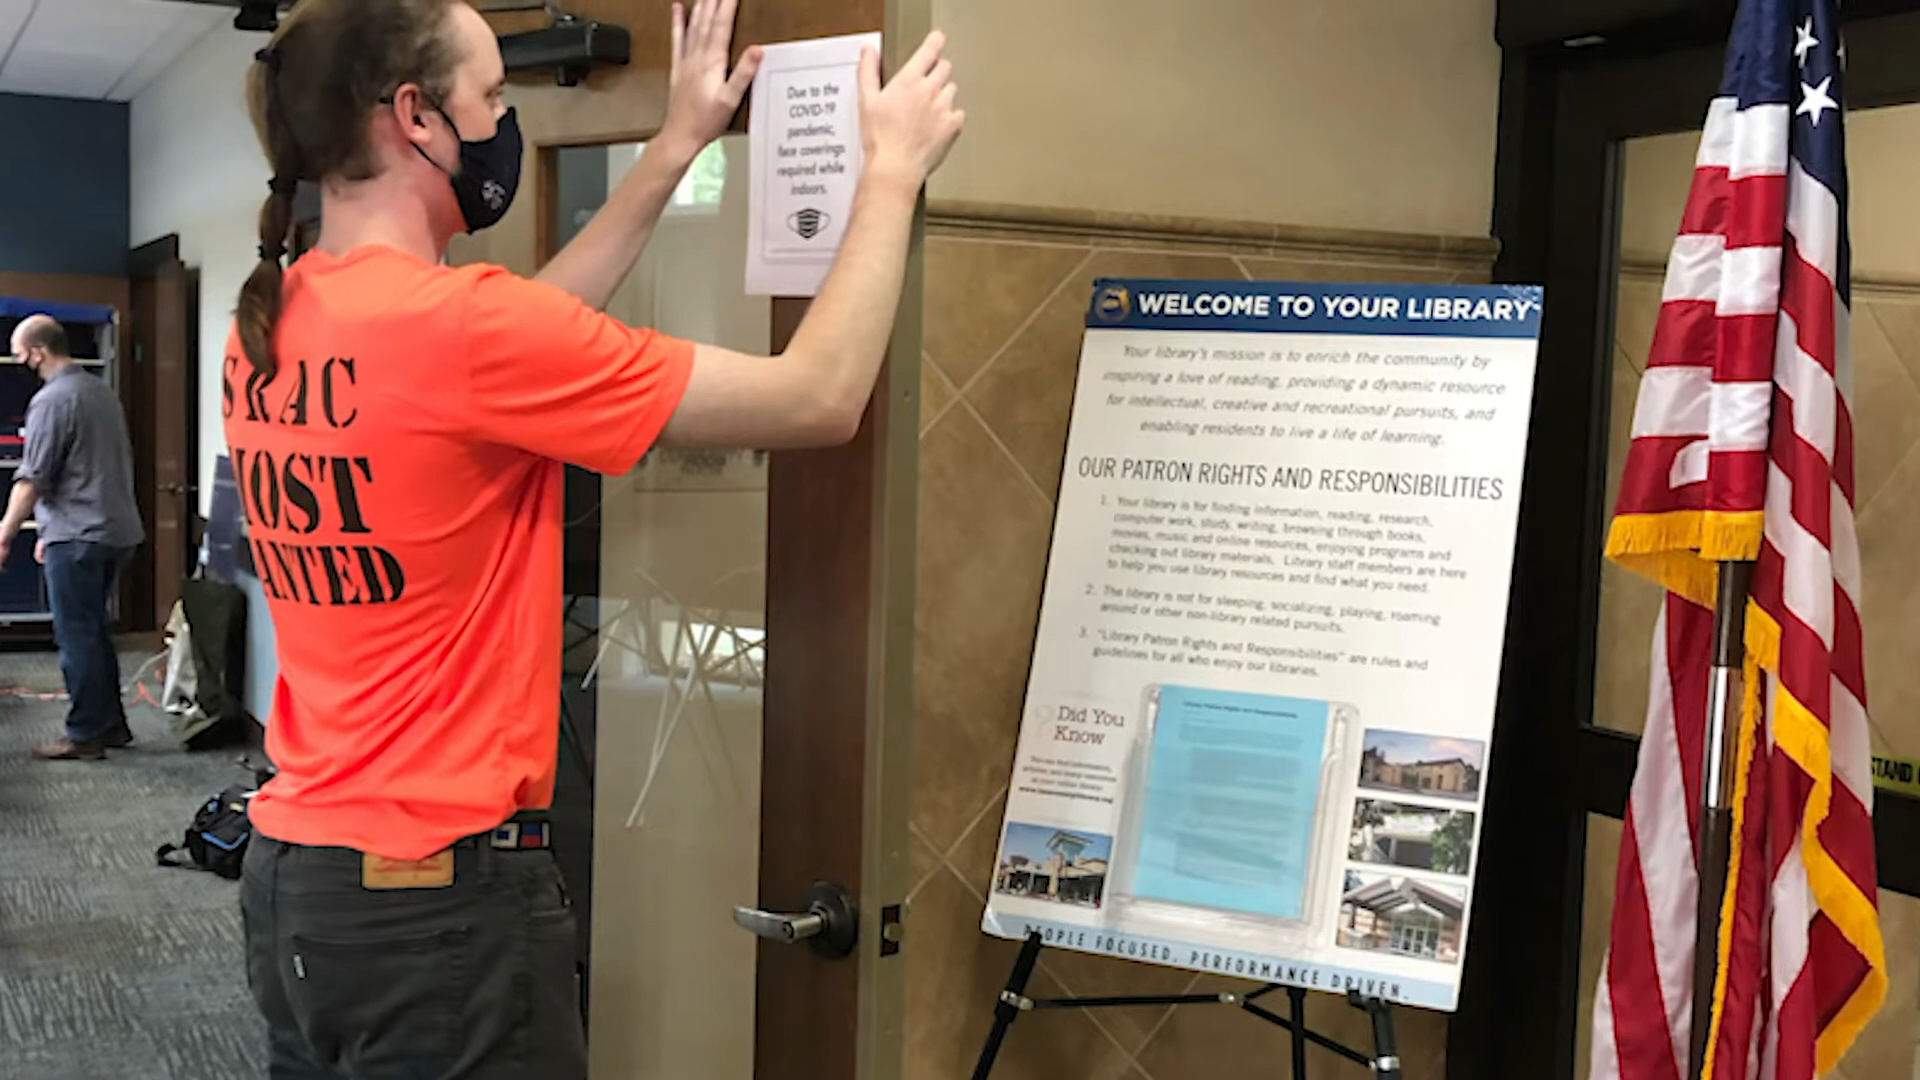 Due to the
COVID-19
pandemic,
face coverings
required while
indoors.
SRAC
MOST
WANTED
WELCOME TO YOUR LIBRARY
Your library's mission is to enrich the community by
inspiring a love of reading, providing a dynamic resource
for intellectual, creative and recreational pursuits, and
enabling residents to live a life of learning.
OUR PATRON RIGHTS AND RESPONSIBILITIES
1. Your library is for finding information, reading, research,
computer work, study, writing, browsing through books,
movies, music and online resources, enjoying programs and
checking out library materials. Library staff members are here
to help you use library resources and find what you need.
2. The library is not for sleeping, socializing, playing, roaming
around or other non-library related pursuits.
3. "Library Patron Rights and Responsibilities" are rules and
guidelines for all who enjoy our libraries.
Did You
Know
PEOPLE FOCUSED. PERFORMANCE DRIVEN.
STAND